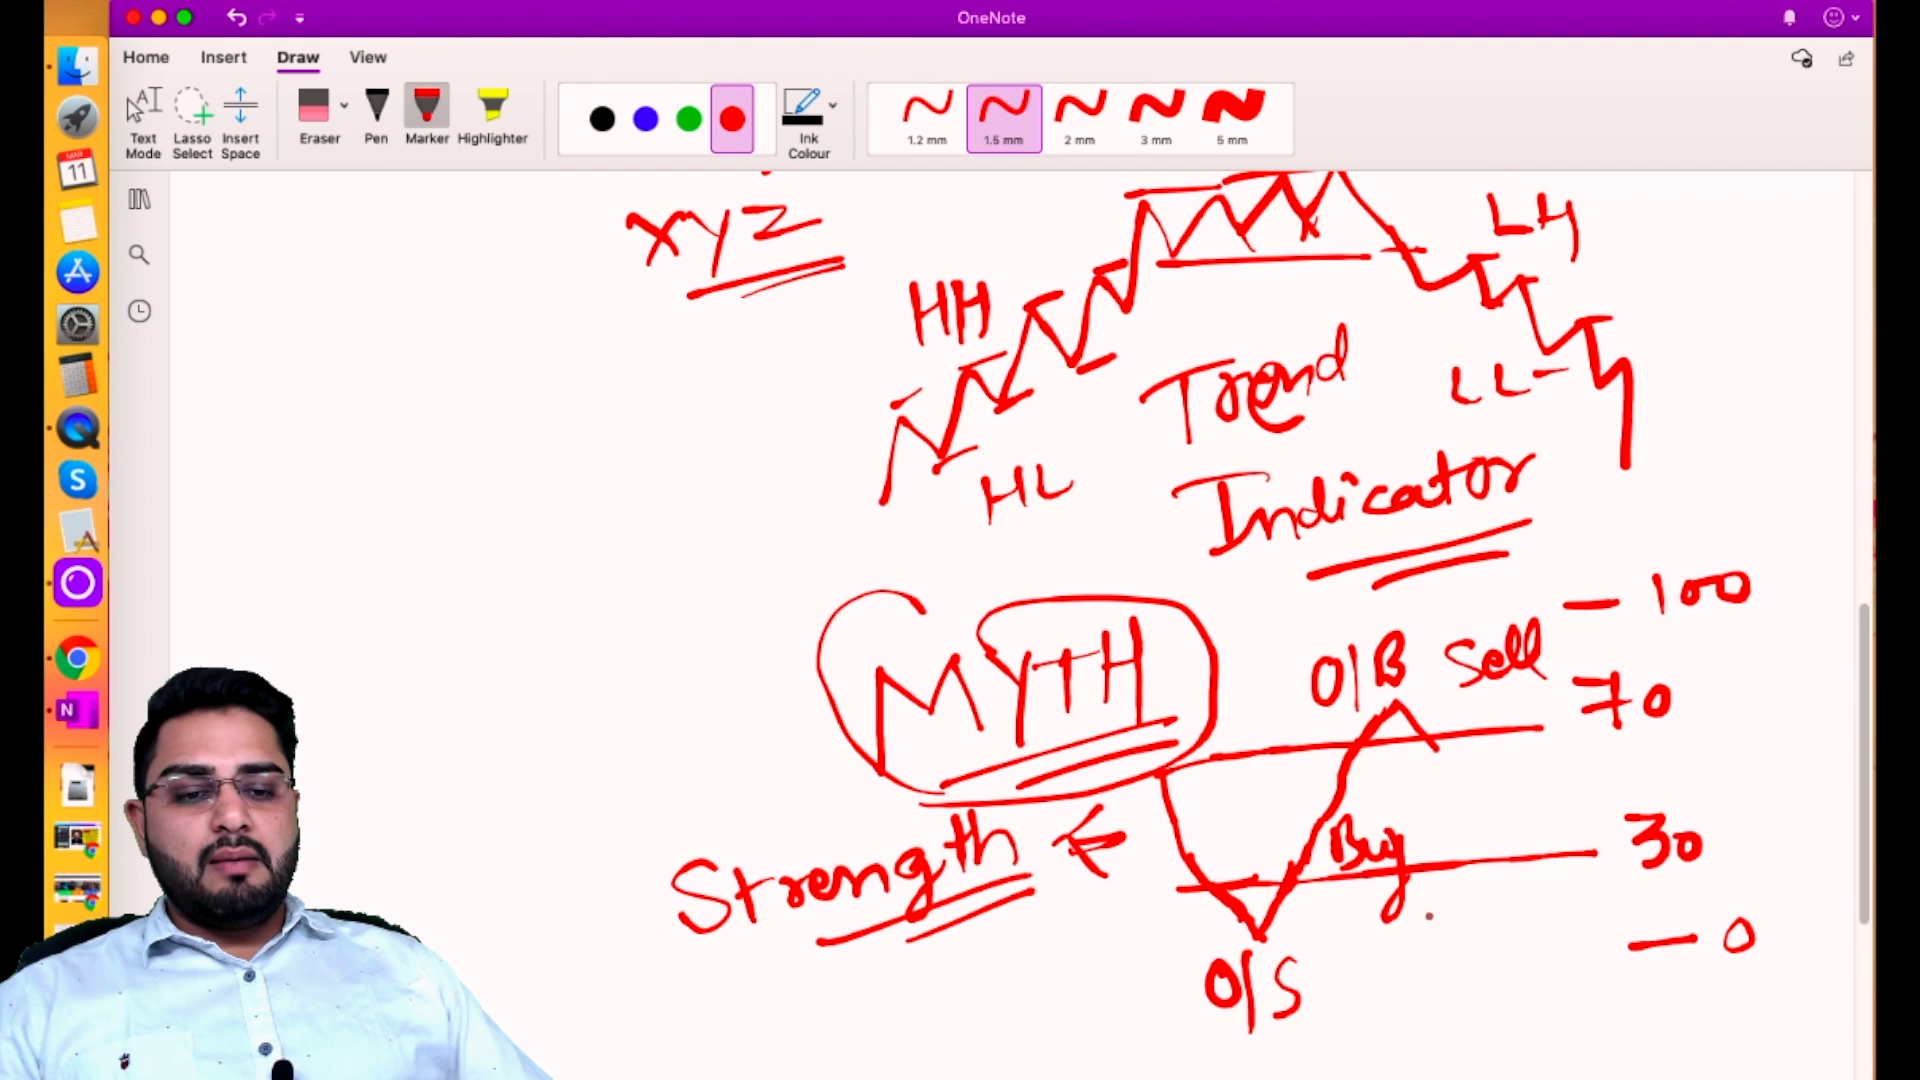 OneNote
Home Insert Draw View
Text Mode
Lasso Select
Insert Space
Eraser
Pen
Marker
Highlighter
Ink Colour
1.2 mm
1.5 mm
2 mm
3 mm
5 mm
MAR
11
xyz
HH
HL
LH
LL
Trend
Indicator
MYTH
Strength
O/B Sell
100
70
Buy
30
0
O/S